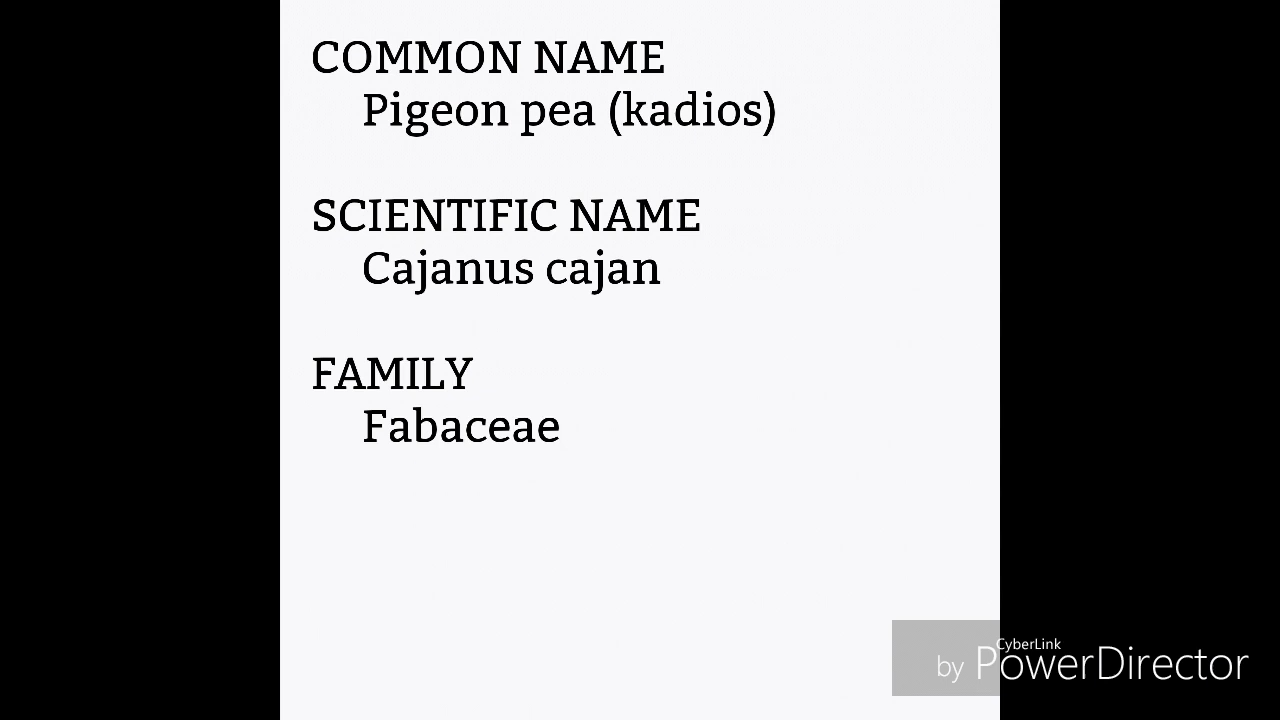 COMMON NAME
Pigeon pea (kadios)
SCIENTIFIC NAME
Cajanus cajan
FAMILY
Fabaceae
CyberLink
by PowerDirector